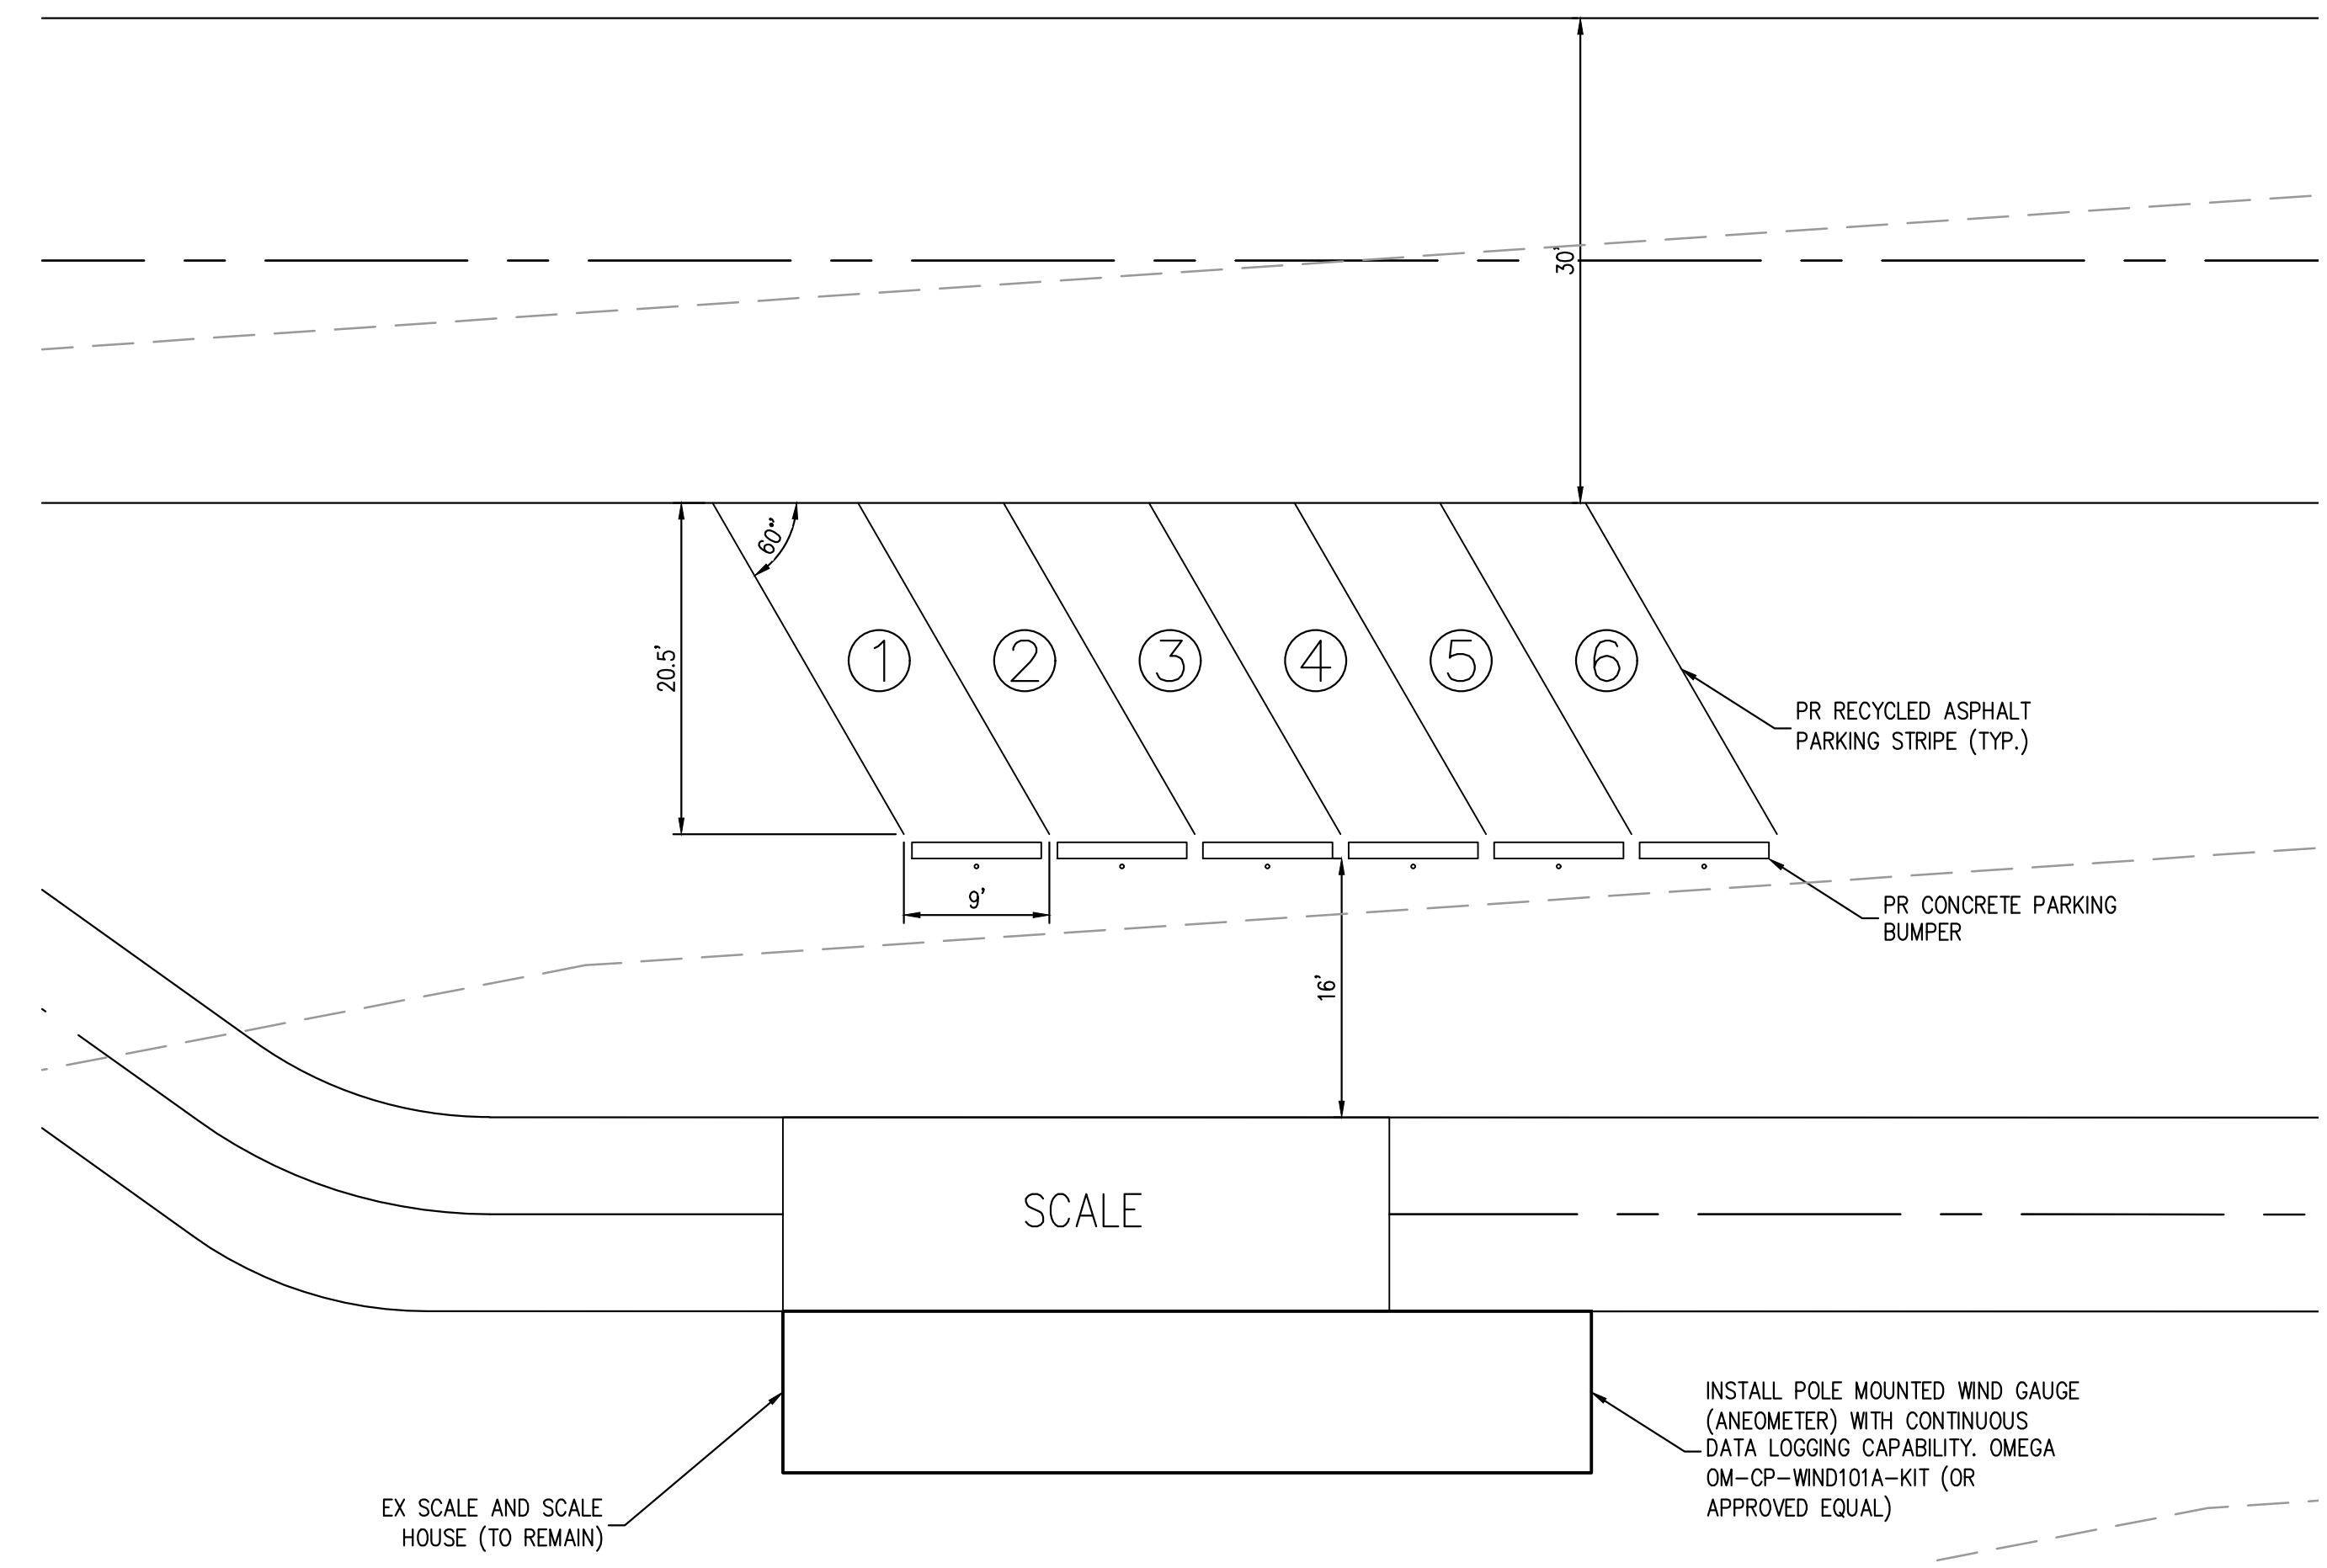 30'
60°
20.5'
1
2
3
4
5
6
PR RECYCLED ASPHALT
PARKING STRIPE (TYP.)
9'
PR CONCRETE PARKING
BUMPER
16'
SCALE
INSTALL POLE MOUNTED WIND GAUGE
(ANEOMETER) WITH CONTINUOUS
DATA LOGGING CAPABILITY. OMEGA
OM-CP-WIND101A-KIT (OR
APPROVED EQUAL)
EX SCALE AND SCALE
HOUSE (TO REMAIN)